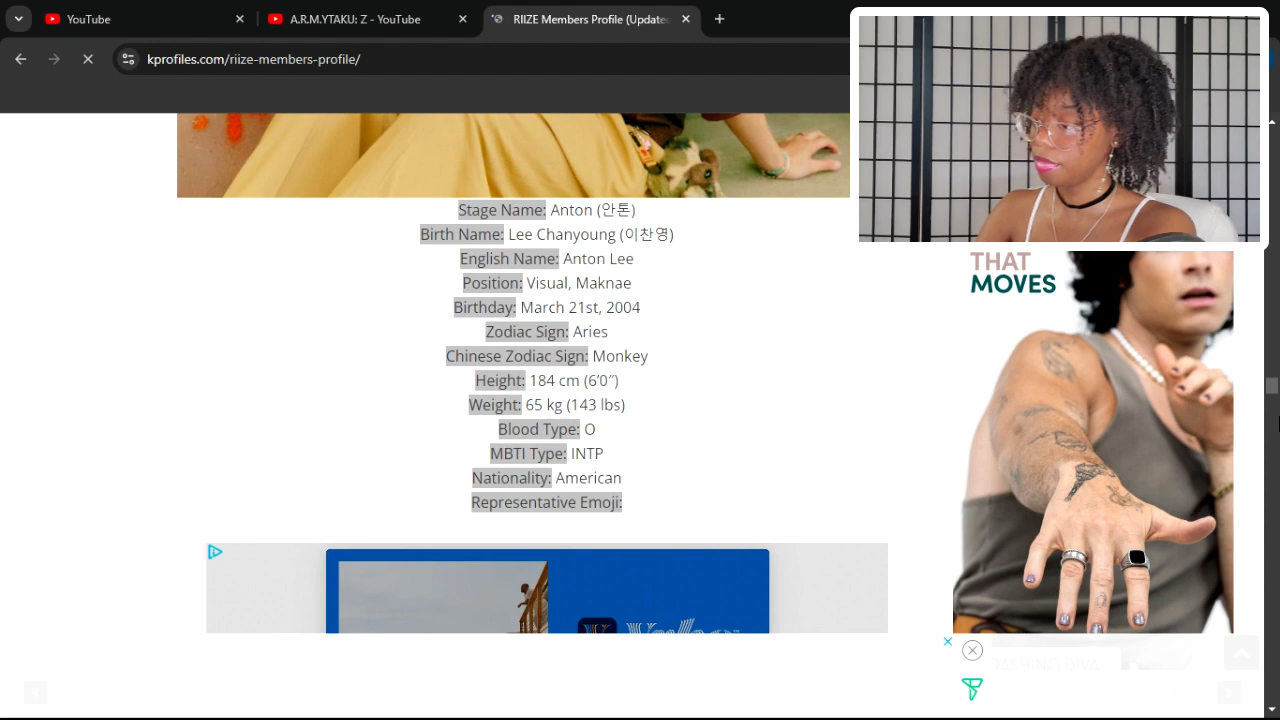 YouTube
A.R.M.YTAKU: Z - YouTube
RIIZE Members Profile (Update
kprofiles.com/riize-members-profile/
Stage Name: Anton (안톤)
Birth Name: Lee Chanyoung (이찬영)
English Name: Anton Lee
Position: Visual, Maknae
Birthday: March 21st, 2004
Zodiac Sign: Aries
Chinese Zodiac Sign: Monkey
Height: 184 cm (6’0″)
Weight: 65 kg (143 lbs)
Blood Type: O
MBTI Type: INTP
Nationality: American
Representative Emoji:
THAT
MOVES
DASHING DIVA